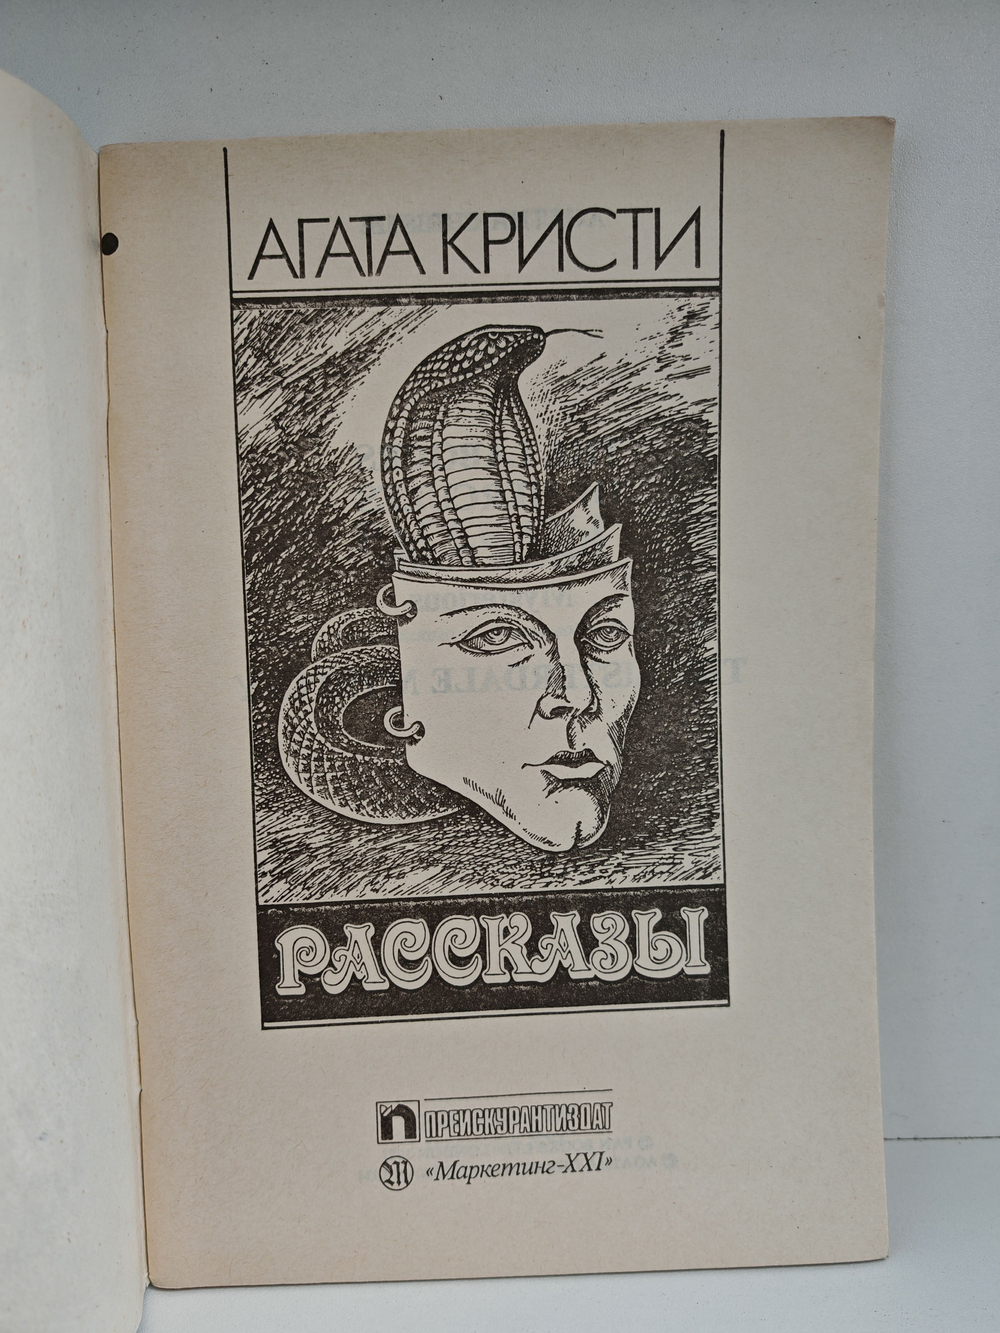 АГАТА КРИСТИ
РАССКАЗЫ
ПРЕЙСКУРАНТИЗДАТ
«Маркетинг-XXI»